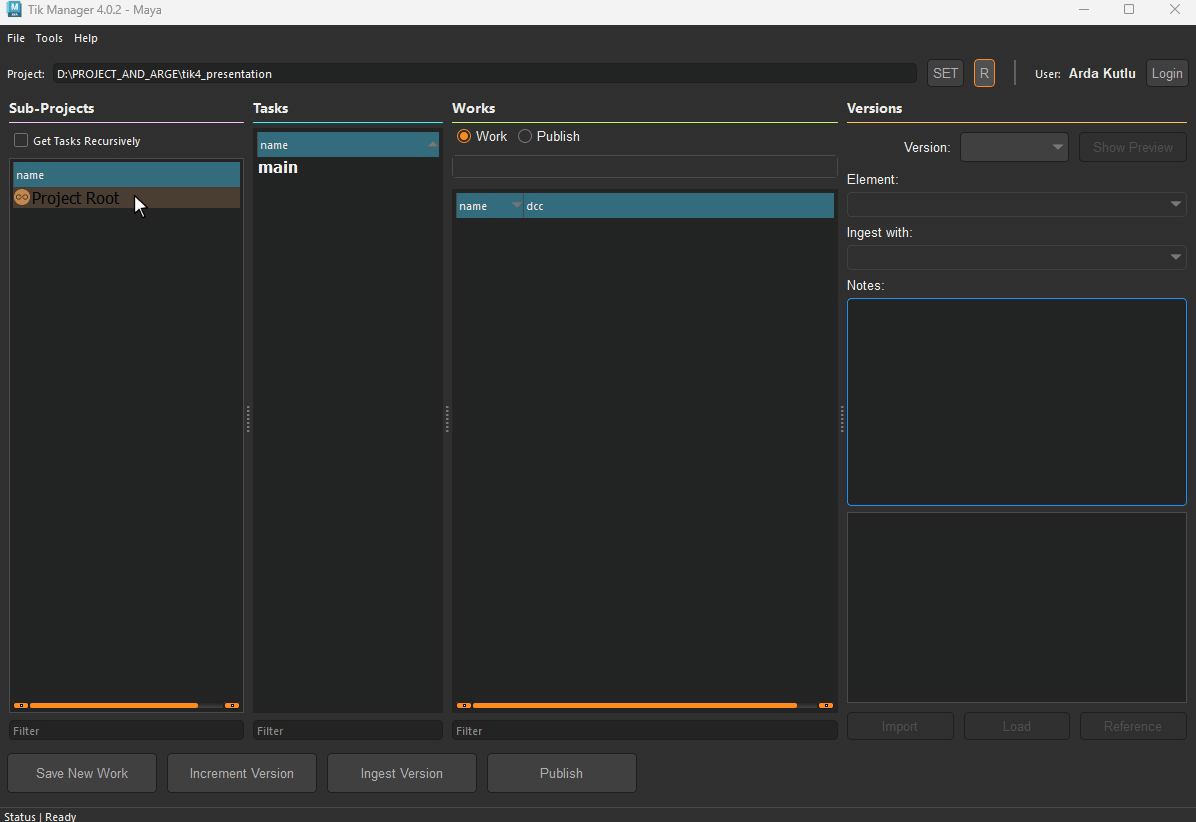 Tik Manager 4.0.2 - Maya
File Tools Help
Project: D:\PROJECT_AND_ARGE\tik4_presentation SET R User: Arda Kutlu Login
Sub-Projects Tasks Works Versions
Get Tasks Recursively
name
Project Root
name
main
Work Publish
name dcc
Version: Show Preview
Element:
Ingest with:
Notes:
Filter Filter Filter
Import Load Reference
Save New Work Increment Version Ingest Version Publish
Status | Ready